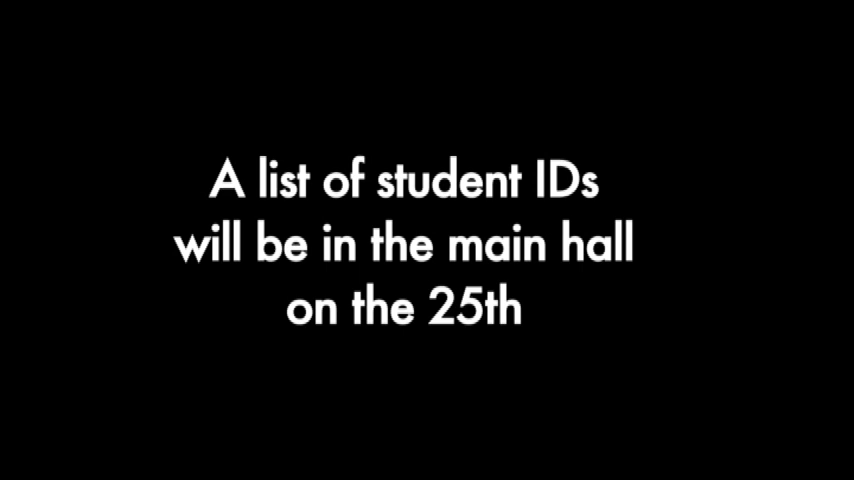 A list of student IDs
will be in the main hall
on the 25th